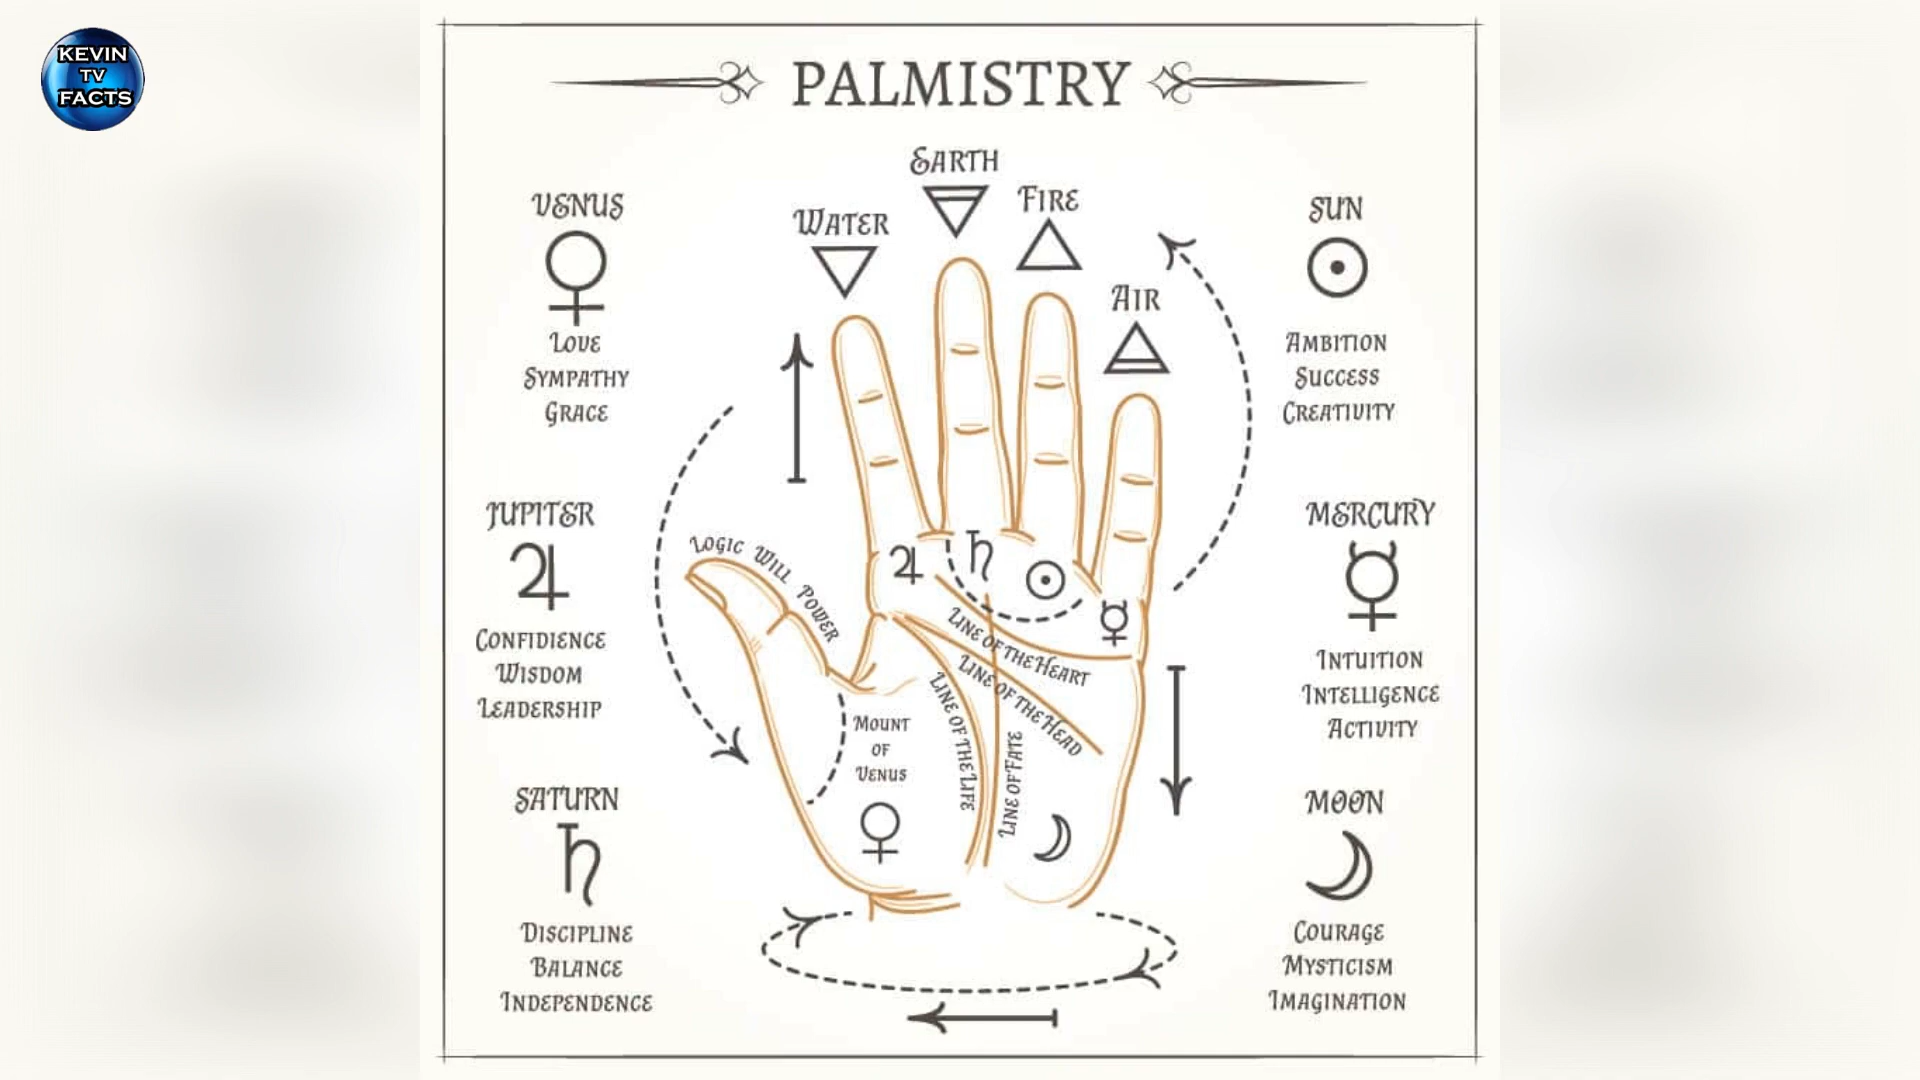 KEVIN
TV
FACTS
PALMISTRY
EARTH
FIRE
WATER
AIR
VENUS
LOVE
SYMPATHY
GRACE
SUN
AMBITION
SUCCESS
CREATIVITY
JUPITER
CONFIDIENCE
WISDOM
LEADERSHIP
MERCURY
INTUITION
INTELLIGENCE
ACTIVITY
LOGIC WILL POWER
LINE OF THE HEART
LINE OF THE HEAD
LINE OF THE LIFE
LINE OF FATE
MOUNT
OF
VENUS
SATURN
DISCIPLINE
BALANCE
INDEPENDENCE
MOON
COURAGE
MYSTICISM
IMAGINATION